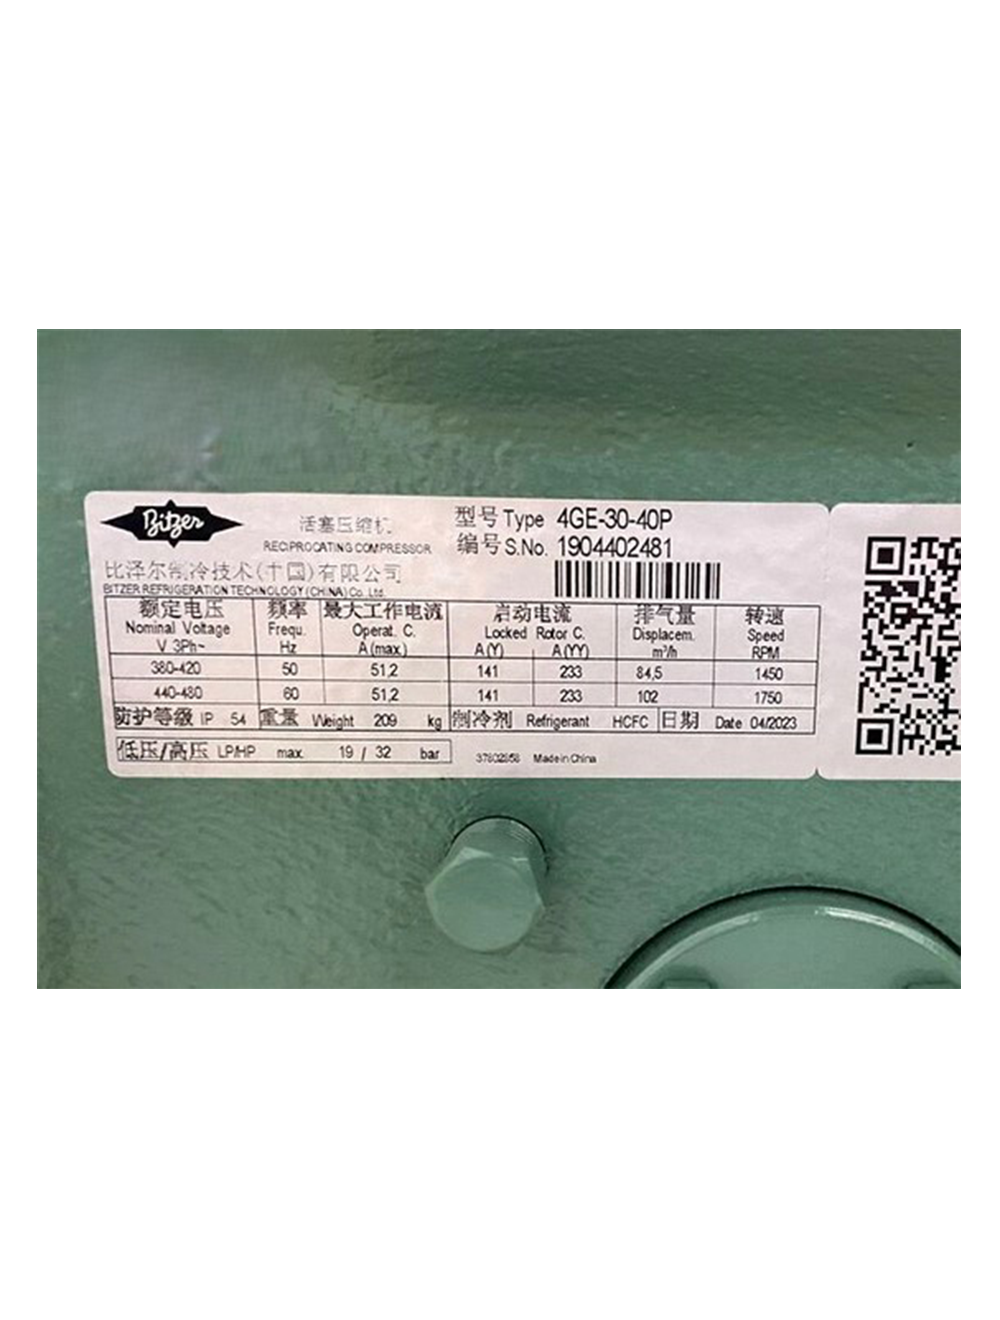 Bitzer
活塞压缩机
RECIPROCATING COMPRESSOR
型号 Type 4GE-30-40P
编号 S.No. 1904402481
比泽尔制冷技术(中国)有限公司
BITZER REFRIGERATION TECHNOLOGY (CHINA) Co., Ltd.
额定电压 频率 最大工作电流 启动电流 排气量 转速
Nominal Voltage Frequ. Operat. C. Locked Rotor C. Displacem. Speed
V 3Ph~ Hz A (max.) A (Y) A (YY) m³/h RPM
380-420 50 51,2 141 233 84,5 1450
440-480 60 51,2 141 233 102 1750
防护等级 IP 54 重量 Weight 209 kg 制冷剂 Refrigerant HCFC 日期 Date 04/2023
低压/高压 LP/HP max. 19 / 32 bar
Made in China